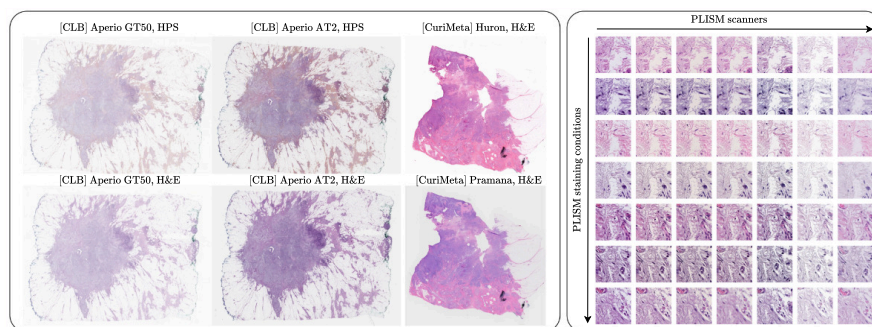 [CLB] Aperio GT50, HPS
[CLB] Aperio AT2, HPS
[CuriMeta] Huron, H&E
[CLB] Aperio GT50, H&E
[CLB] Aperio AT2, H&E
[CuriMeta] Pramana, H&E
PLISM scanners
PLISM staining conditions